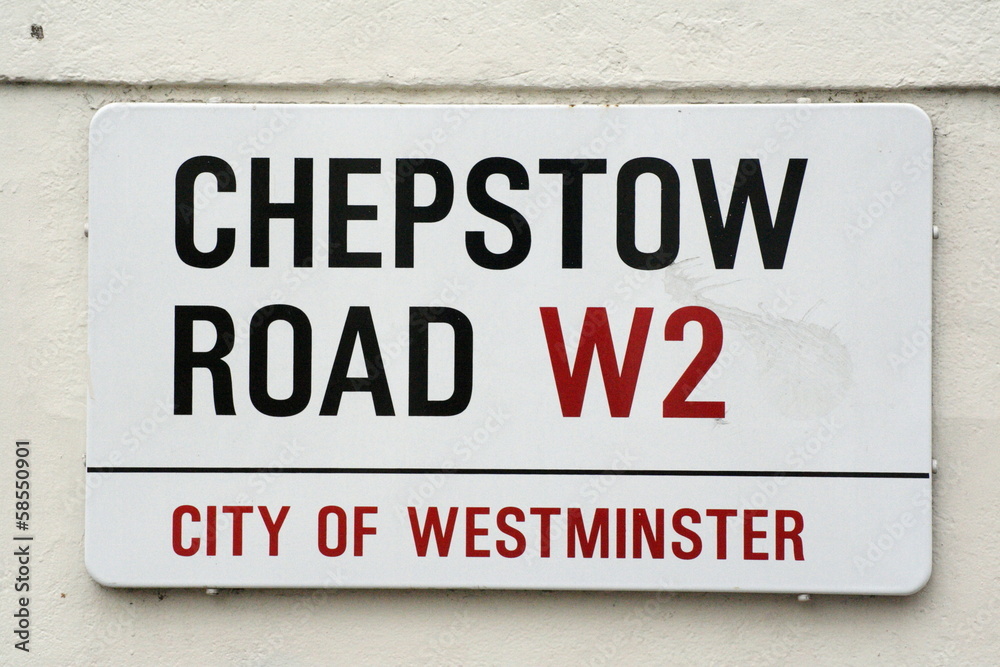 CHEPSTOW
ROAD W2
CITY OF WESTMINSTER
Adobe Stock | #58550901